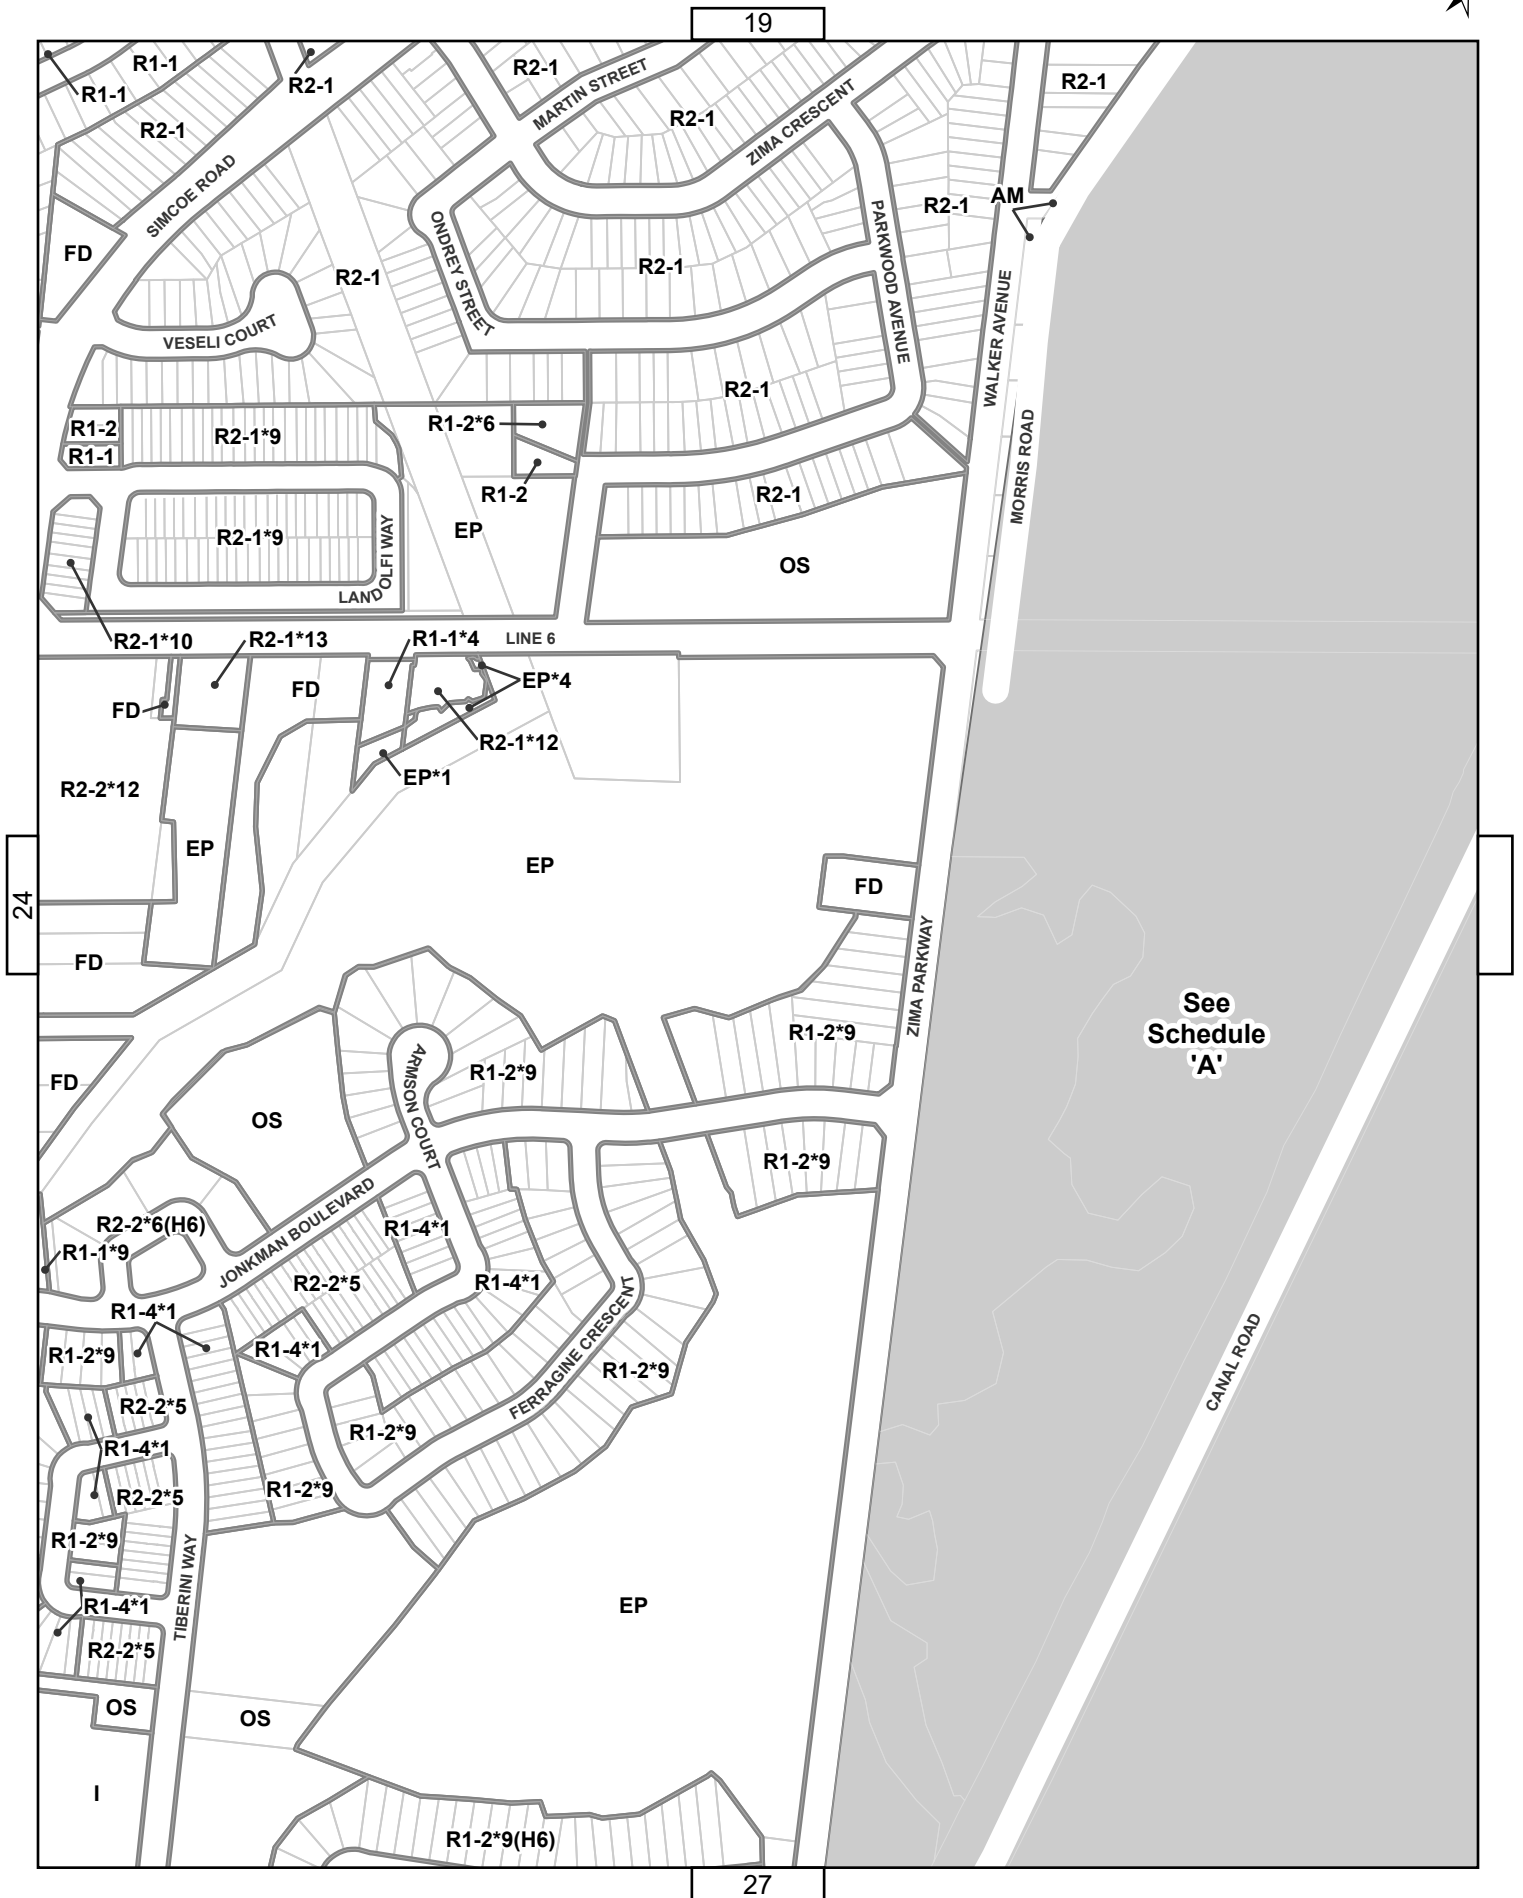 19
R1-1
R1-1
R2-1
R2-1
R2-1
MARTIN STREET
R2-1
ZIMA CRESCENT
R2-1
SIMCOE ROAD
FD
R2-1
AM
R2-1
ONDREY STREET
R2-1
PARKWOOD AVENUE
VESELI COURT
WALKER AVENUE
R2-1
R1-2
R2-1*9
R1-2*6
R1-1
MORRIS ROAD
R1-2
R2-1
R2-1*9
LANDOLFI WAY
EP
OS
R2-1*10
R2-1*13
R1-1*4
LINE 6
FD
FD
EP*4
R2-1*12
EP*1
R2-2*12
EP
EP
FD
24
FD
ZIMA PARKWAY
See
Schedule
'A'
R1-2*9
R1-2*9
FD
ARMSON COURT
OS
R1-2*9
JONKMAN BOULEVARD
R2-2*6(H6)
R1-4*1
R1-1*9
R2-2*5
R1-4*1
R1-4*1
FERRAGINE CRESCENT
CANAL ROAD
R1-2*9
R1-4*1
R1-2*9
R2-2*5
R1-2*9
R1-4*1
R2-2*5
R1-2*9
R1-2*9
TIBERINI WAY
R1-4*1
EP
R2-2*5
OS
OS
I
R1-2*9(H6)
27